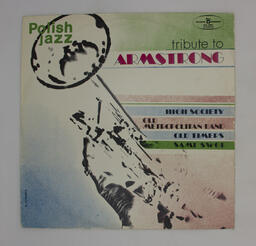 Polish
Jazz
tribute to
ARMSTRONG
HIGH SOCIETY
OLD
METROPOLITAN BAND
OLD TIMERS
SAMI SWOI